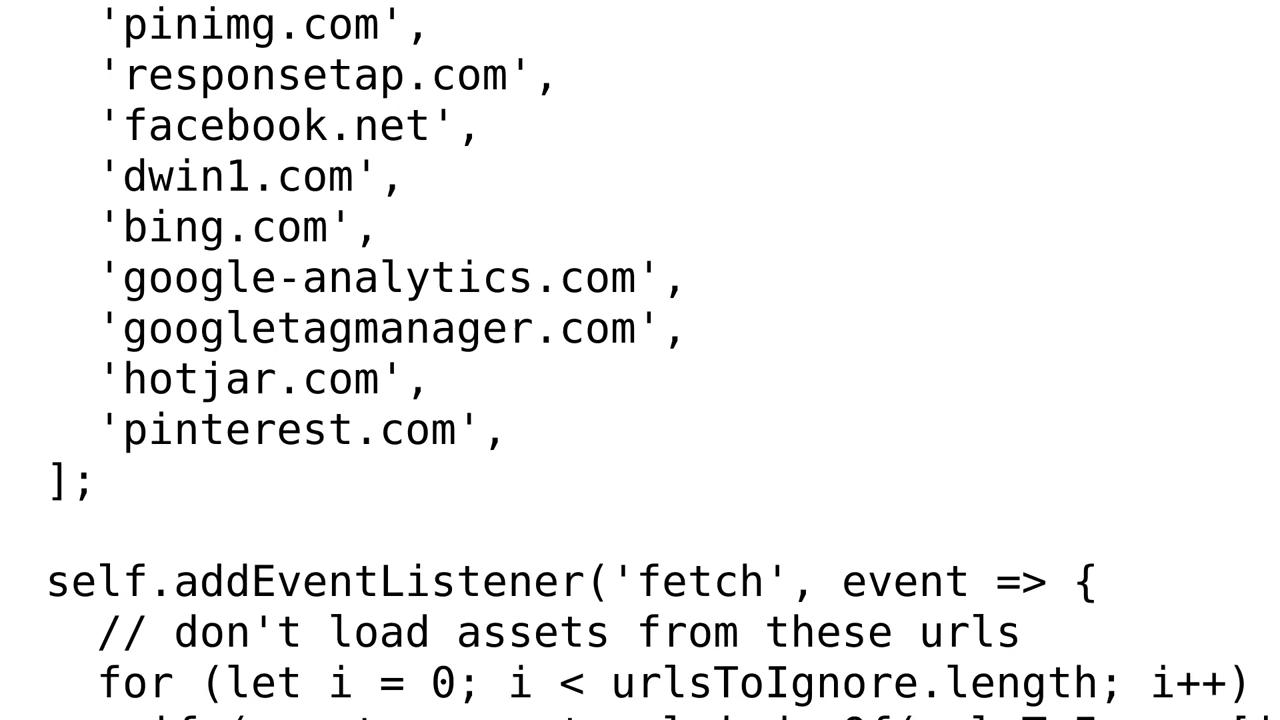 'pinimg.com',
'responsetap.com',
'facebook.net',
'dwin1.com',
'bing.com',
'google-analytics.com',
'googletagmanager.com',
'hotjar.com',
'pinterest.com',
];
self.addEventListener('fetch', event => {
// don't load assets from these urls
for (let i = 0; i < urlsToIgnore.length; i++)